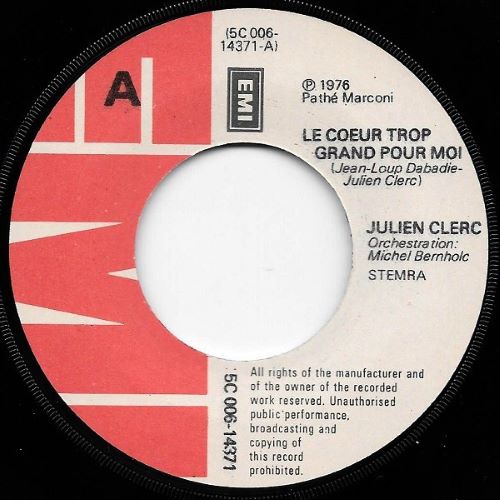 (5C 006-
14371-A)
A
EMI
℗ 1976
Pathé Marconi
LE COEUR TROP
GRAND POUR MOI
(Jean-Loup Dabadie-
Julien Clerc)
JULIEN CLERC
Orchestration:
Michel Bernholc
STEMRA
5C 006-14371
All rights of the manufacturer and
of the owner of the recorded
work reserved. Unauthorised
public performance,
broadcasting and
copying of
this record
prohibited.